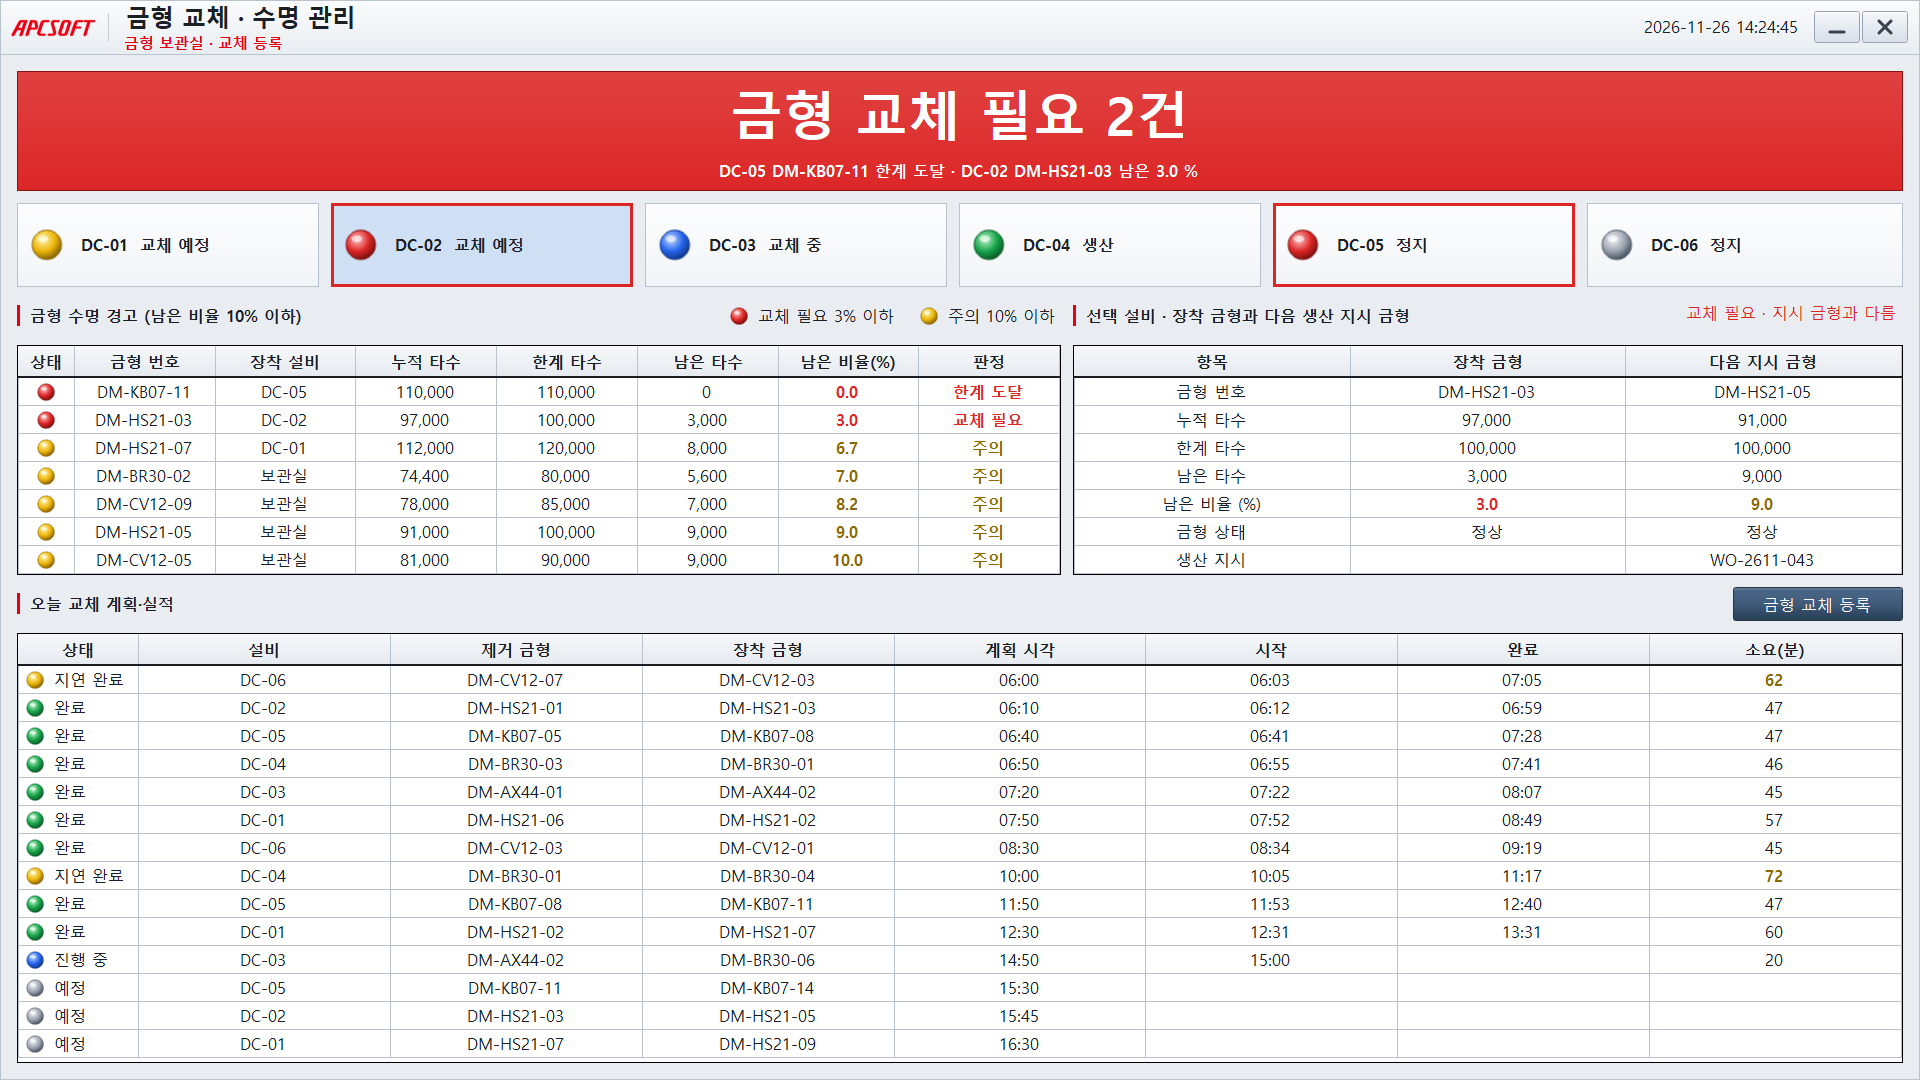 APCSOFT
금형 교체 · 수명 관리
금형 보관실 · 교체 등록
2026-11-26 14:24:45
금형 교체 필요 2건
DC-05 DM-KB07-11 한계 도달 · DC-02 DM-HS21-03 남은 3.0 %
DC-01 교체 예정
DC-02 교체 예정
DC-03 교체 중
DC-04 생산
DC-05 정지
DC-06 정지
금형 수명 경고 (남은 비율 10% 이하)
교체 필요 3% 이하
주의 10% 이하
상태 금형 번호 장착 설비 누적 타수 한계 타수 남은 타수 남은 비율(%) 판정
DM-KB07-11 DC-05 110,000 110,000 0 0.0 한계 도달
DM-HS21-03 DC-02 97,000 100,000 3,000 3.0 교체 필요
DM-HS21-07 DC-01 112,000 120,000 8,000 6.7 주의
DM-BR30-02 보관실 74,400 80,000 5,600 7.0 주의
DM-CV12-09 보관실 78,000 85,000 7,000 8.2 주의
DM-HS21-05 보관실 91,000 100,000 9,000 9.0 주의
DM-CV12-05 보관실 81,000 90,000 9,000 10.0 주의
선택 설비 · 장착 금형과 다음 생산 지시 금형
교체 필요 · 지시 금형과 다름
항목 장착 금형 다음 지시 금형
금형 번호 DM-HS21-03 DM-HS21-05
누적 타수 97,000 91,000
한계 타수 100,000 100,000
남은 타수 3,000 9,000
남은 비율 (%) 3.0 9.0
금형 상태 정상 정상
생산 지시 WO-2611-043
오늘 교체 계획·실적
금형 교체 등록
상태 설비 제거 금형 장착 금형 계획 시각 시작 완료 소요(분)
지연 완료 DC-06 DM-CV12-07 DM-CV12-03 06:00 06:03 07:05 62
완료 DC-02 DM-HS21-01 DM-HS21-03 06:10 06:12 06:59 47
완료 DC-05 DM-KB07-05 DM-KB07-08 06:40 06:41 07:28 47
완료 DC-04 DM-BR30-03 DM-BR30-01 06:50 06:55 07:41 46
완료 DC-03 DM-AX44-01 DM-AX44-02 07:20 07:22 08:07 45
완료 DC-01 DM-HS21-06 DM-HS21-02 07:50 07:52 08:49 57
완료 DC-06 DM-CV12-03 DM-CV12-01 08:30 08:34 09:19 45
지연 완료 DC-04 DM-BR30-01 DM-BR30-04 10:00 10:05 11:17 72
완료 DC-05 DM-KB07-08 DM-KB07-11 11:50 11:53 12:40 47
완료 DC-01 DM-HS21-02 DM-HS21-07 12:30 12:31 13:31 60
진행 중 DC-03 DM-AX44-02 DM-BR30-06 14:50 15:00 20
예정 DC-05 DM-KB07-11 DM-KB07-14 15:30
예정 DC-02 DM-HS21-03 DM-HS21-05 15:45
예정 DC-01 DM-HS21-07 DM-HS21-09 16:30